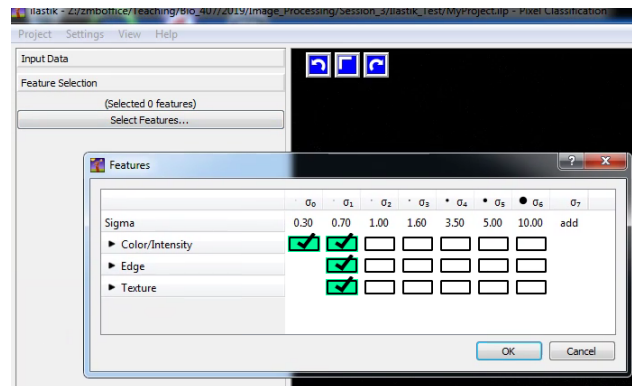 ilastik - Z:/zmboffice/Teaching/Bio_407/2019/Image_Processing/Session_3/Ilastik_Test/MyProject.ilp - Pixel Classification
Project Settings View Help
Input Data
Feature Selection
(Selected 0 features)
Select Features...
Features
σ₀ σ₁ σ₂ σ₃ σ₄ σ₅ σ₆ σ₇
Sigma 0.30 0.70 1.00 1.60 3.50 5.00 10.00 add
Color/Intensity
Edge
Texture
OK Cancel